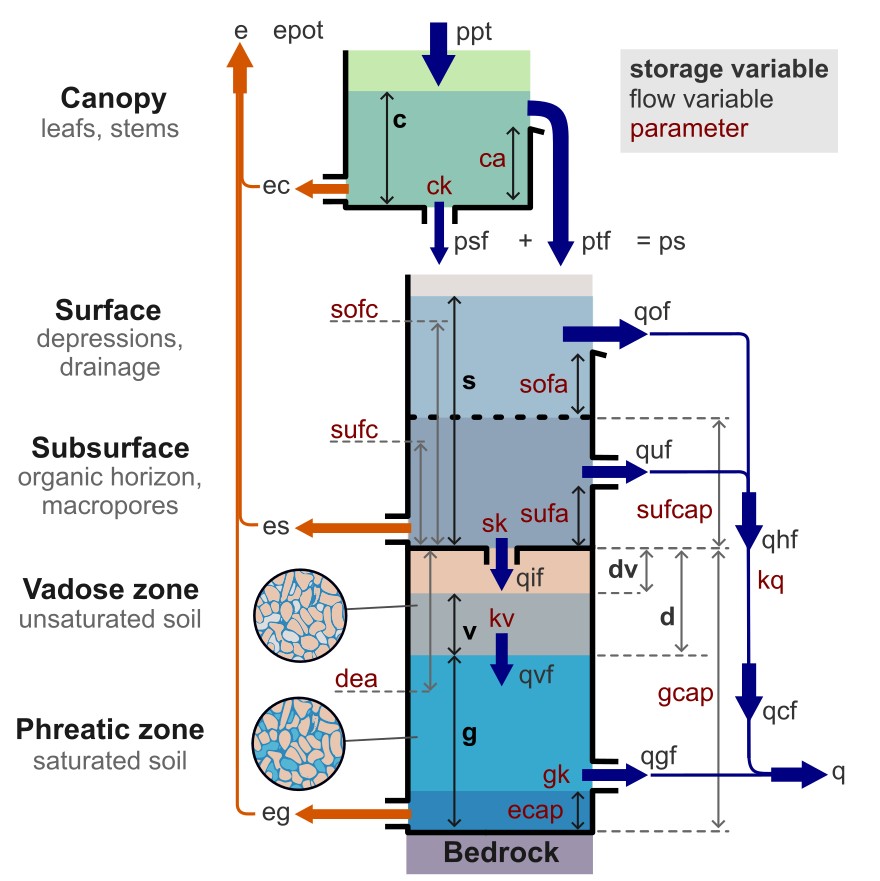 e epot
ppt
storage variable
flow variable
parameter
Canopy
leafs, stems
c
ca
ec
ck
psf + ptf = ps
Surface
depressions,
drainage
sofc
qof
s
sofa
sufc
Subsurface
organic horizon,
macropores
quf
sufcap
sufa
es
sk
qhf
dv
qif
kq
Vadose zone
unsaturated soil
d
v
kv
dea
qvf
gcap
qcf
Phreatic zone
saturated soil
g
qgf
q
gk
ecap
eg
Bedrock